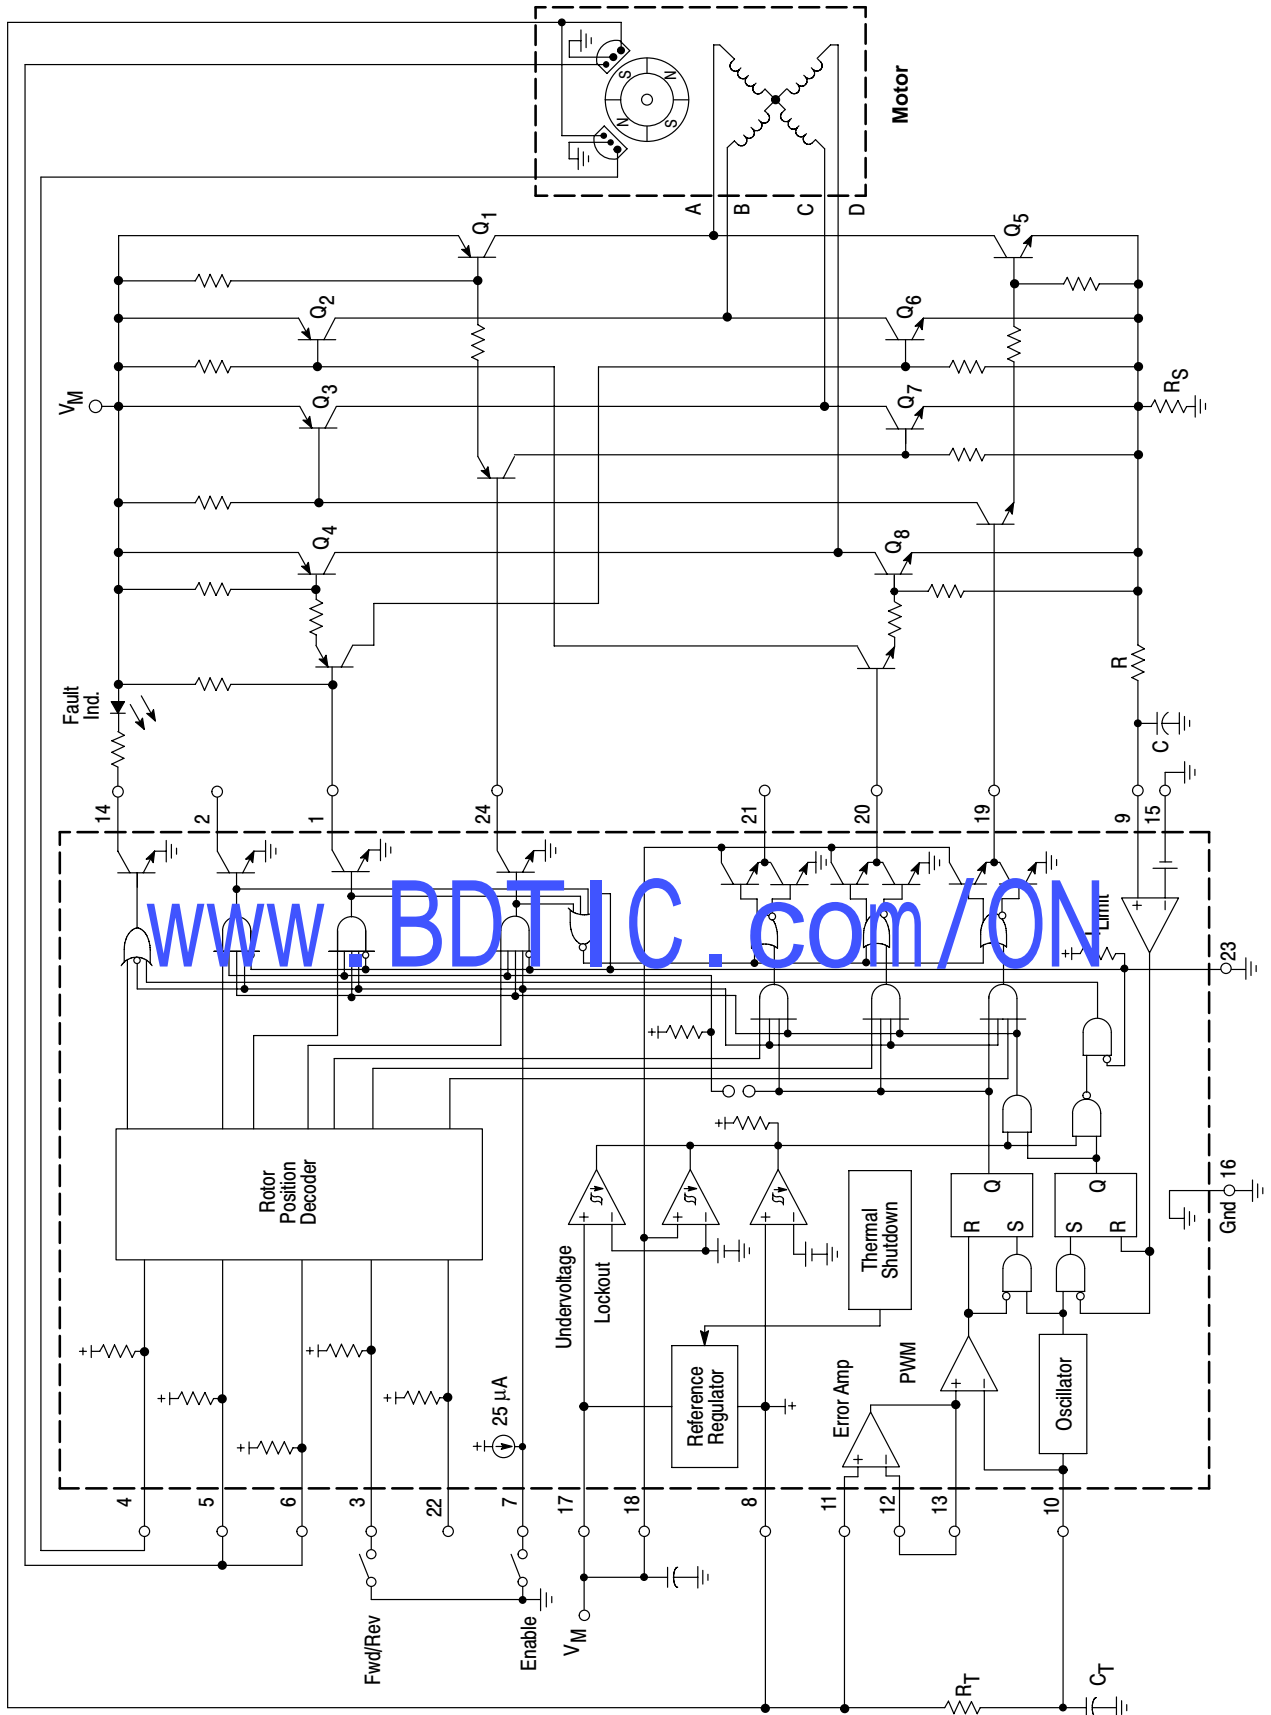 Motor
S
N
N
S
A
B
C
D
Q1
Q5
Q2
Q6
Q3
Q7
VM
RS
Q4
Q8
Fault
Ind.
R
C
14
2
1
24
21
20
19
9
15
www.BDTIC.com/ON
Limit
23
Rotor
Position
Decoder
Undervoltage
Lockout
Thermal
Shutdown
Reference
Regulator
Error Amp
PWM
Oscillator
R
S
Q
S
R
Q
Gnd 16
25 µA
4
5
6
3
22
7
17
18
8
11
12
13
10
Fwd/Rev
Enable
VM
RT
CT